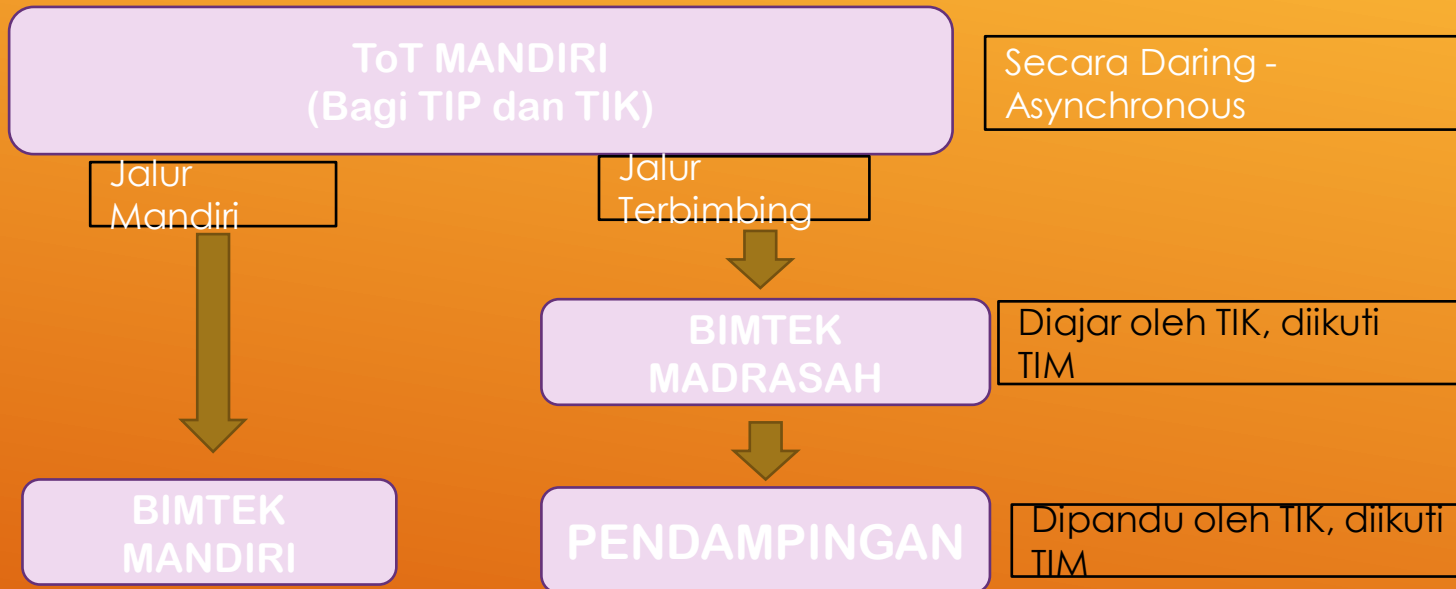 ToT MANDIRI
(Bagi TIP dan TIK)
Secara Daring -
Asynchronous
Jalur
Mandiri
Jalur
Terbimbing
BIMTEK
MADRASAH
Diajar oleh TIK, diikuti
TIM
BIMTEK
MANDIRI
PENDAMPINGAN
Dipandu oleh TIK, diikuti
TIM